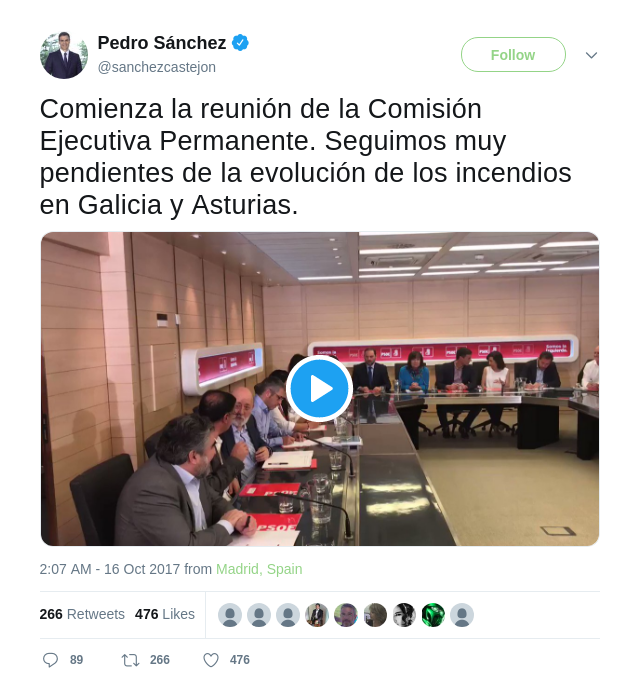 Pedro Sánchez
@sanchezcastejon
Follow
Comienza la reunión de la Comisión
Ejecutiva Permanente. Seguimos muy
pendientes de la evolución de los incendios
en Galicia y Asturias.
PSOE
PSOE
2:07 AM - 16 Oct 2017 from Madrid, Spain
266 Retweets 476 Likes
89 266 476